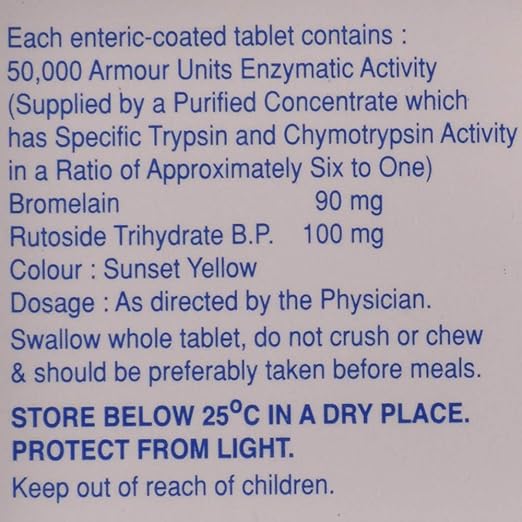 Each enteric-coated tablet contains :
50,000 Armour Units Enzymatic Activity
(Supplied by a Purified Concentrate which
has Specific Trypsin and Chymotrypsin Activity
in a Ratio of Approximately Six to One)
Bromelain 90 mg
Rutoside Trihydrate B.P. 100 mg
Colour : Sunset Yellow
Dosage : As directed by the Physician.
Swallow whole tablet, do not crush or chew
& should be preferably taken before meals.
STORE BELOW 25°C IN A DRY PLACE.
PROTECT FROM LIGHT.
Keep out of reach of children.